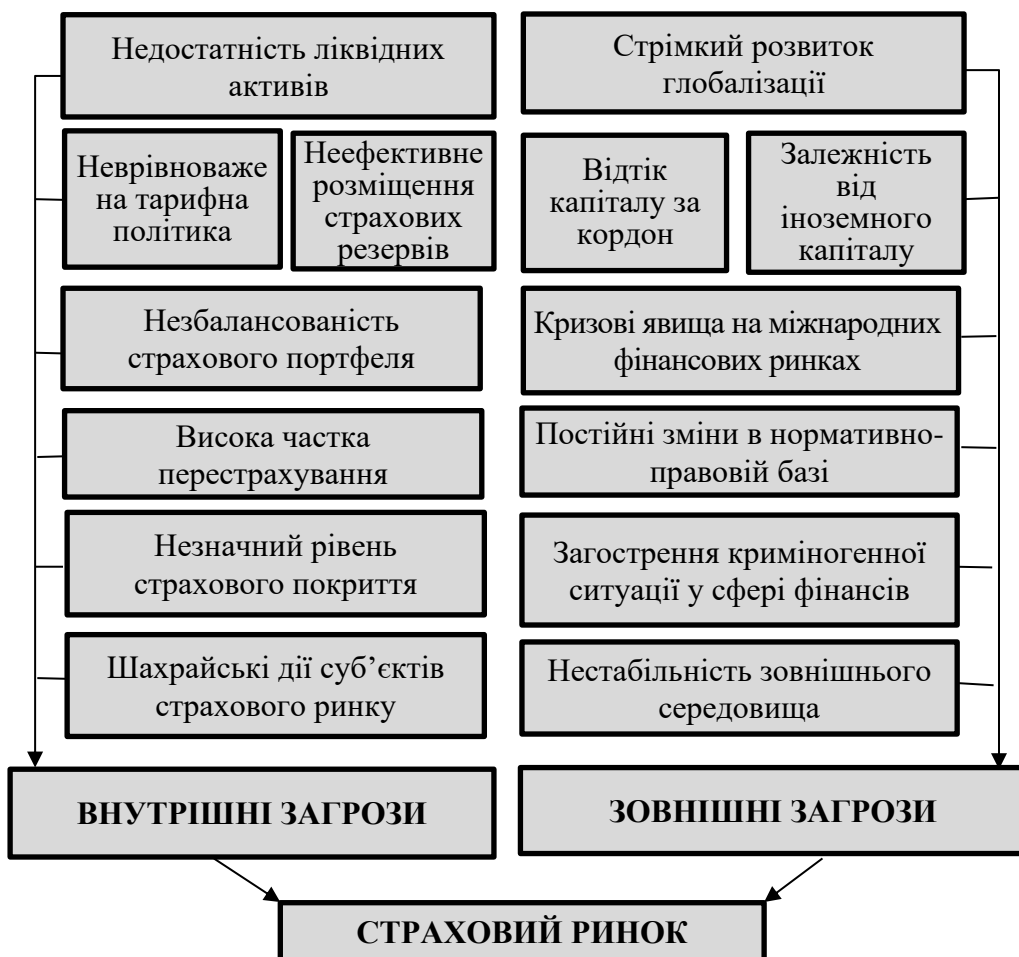 Недостатність ліквідних
активів
Неврівноваже
на тарифна
політика
Неефективне
розміщення
страхових
резервів
Незбалансованість
страхового портфеля
Висока частка
перестрахування
Незначний рівень
страхового покриття
Шахрайські дії суб’єктів
страхового ринку
ВНУТРІШНІ ЗАГРОЗИ
Стрімкий розвиток
глобалізації
Відтік
капіталу за
кордон
Залежність
від
іноземного
капіталу
Кризові явища на міжнародних
фінансових ринках
Постійні зміни в нормативно-
правовій базі
Загострення криміногенної
ситуації у сфері фінансів
Нестабільність зовнішнього
середовища
ЗОВНІШНІ ЗАГРОЗИ
СТРАХОВИЙ РИНОК